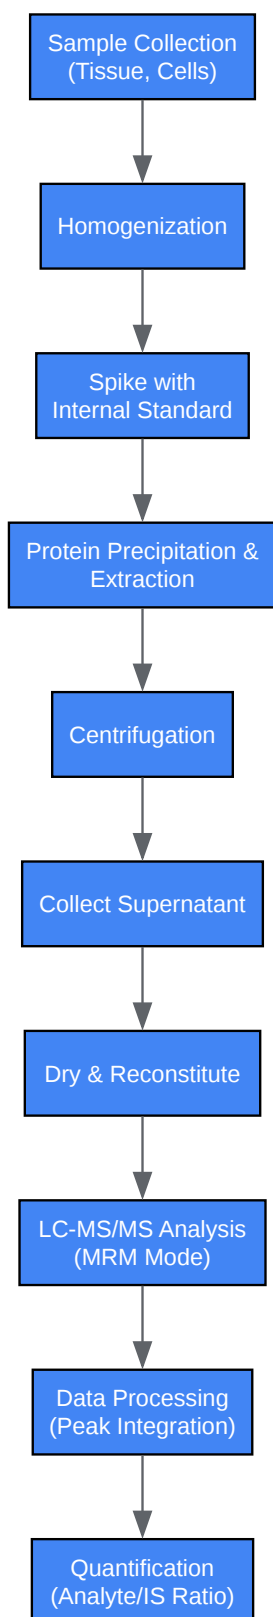 Sample Collection
(Tissue, Cells)
Homogenization
Spike with
Internal Standard
Protein Precipitation &
Extraction
Centrifugation
Collect Supernatant
Dry & Reconstitute
LC-MS/MS Analysis
(MRM Mode)
Data Processing
(Peak Integration)
Quantification
(Analyte/IS Ratio)